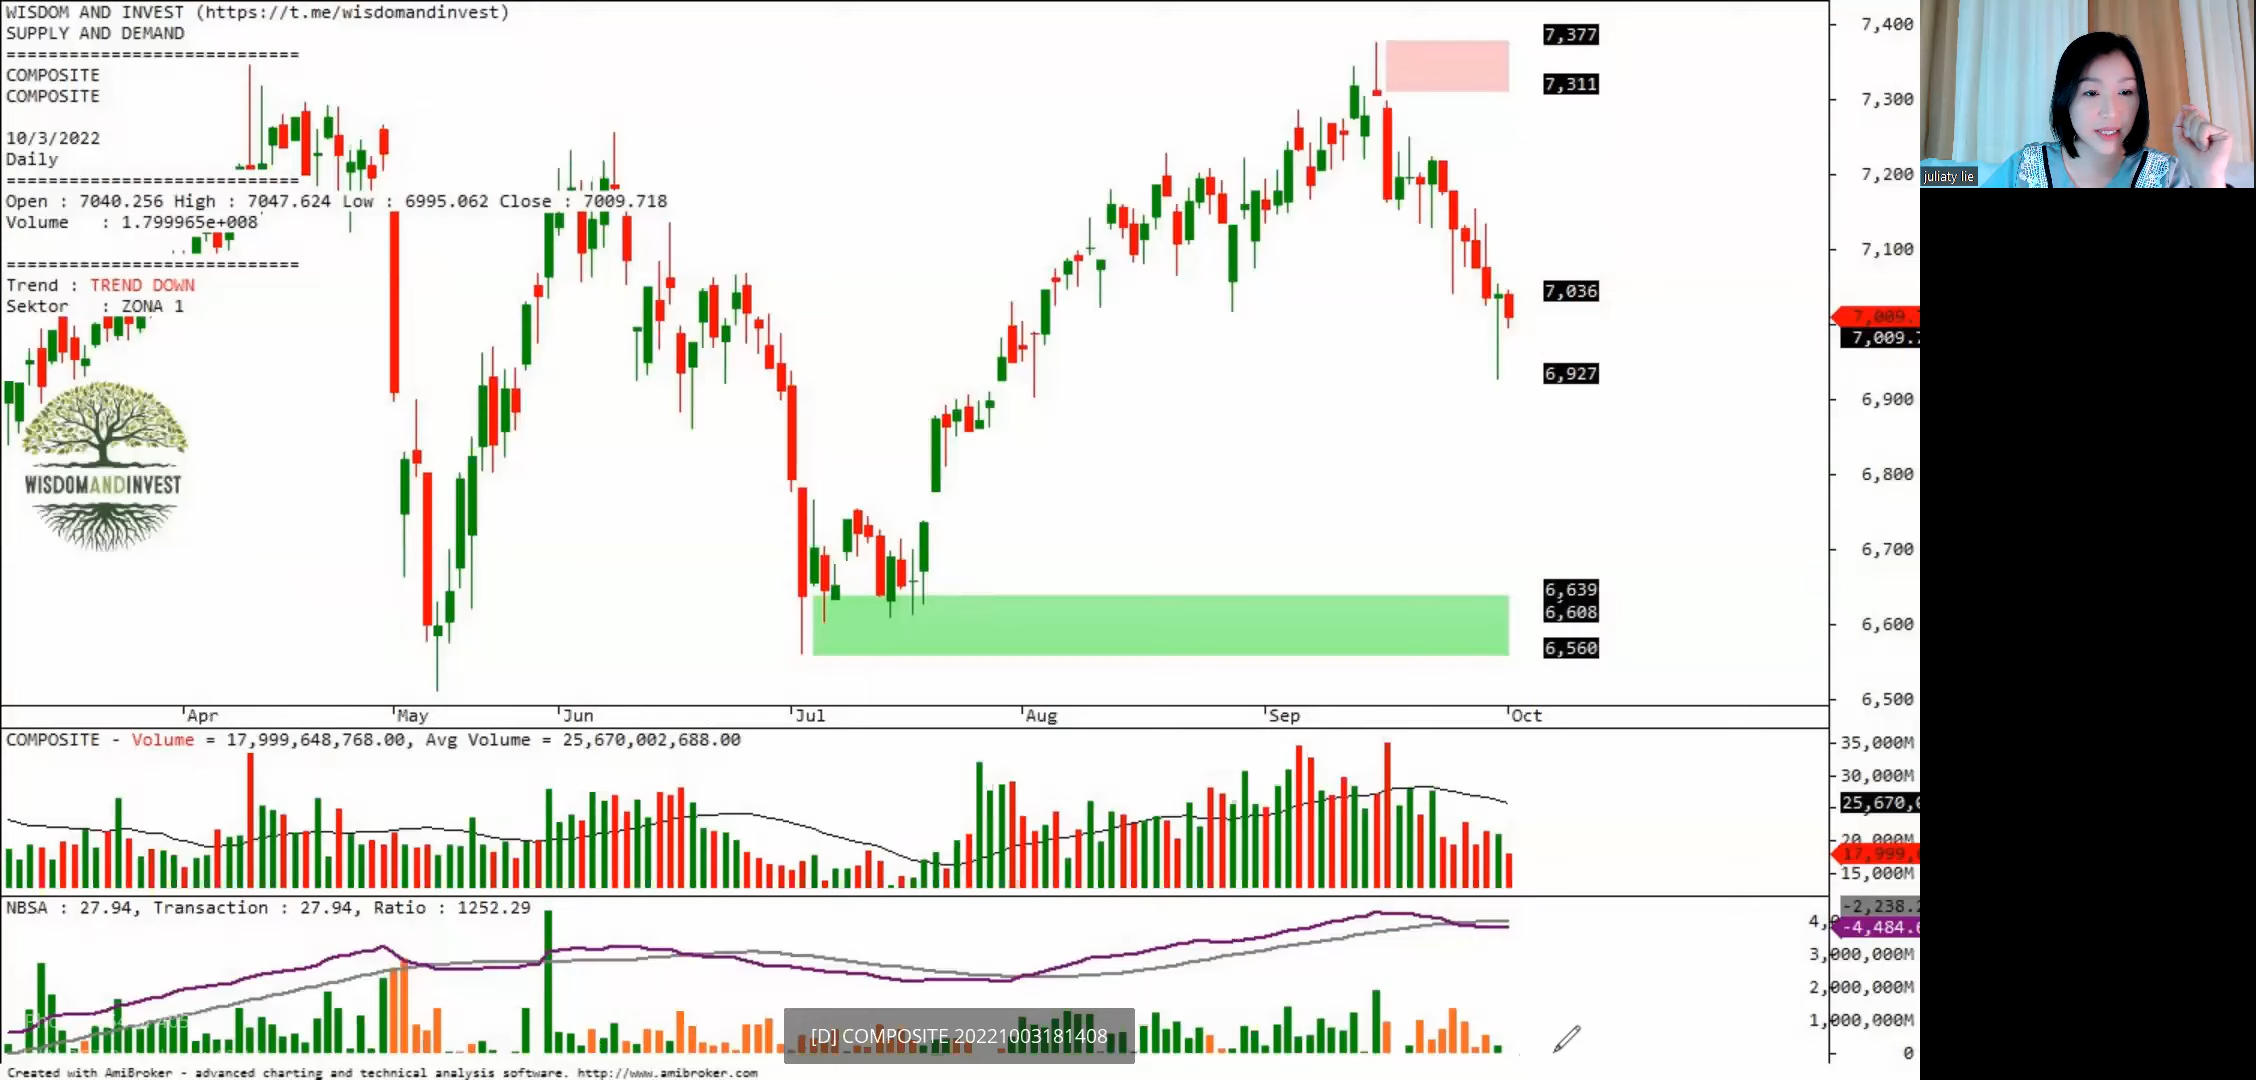 WISDOM AND INVEST (https://t.me/wisdomandinvest)
SUPPLY AND DEMAND
============================
COMPOSITE
COMPOSITE
10/3/2022
Daily
============================
Open : 7040.256 High : 7047.624 Low : 6995.062 Close : 7009.718
Volume : 1.799965e+008
============================
Trend : TREND DOWN
Sektor : ZONA 1
WISDOMANDINVEST
7,377
7,311
7,036
6,927
6,639
6,608
6,560
7,400
7,300
7,200
7,100
7,009.
7,009.
6,900
6,800
6,700
6,600
6,500
Apr May Jun Jul Aug Sep Oct
COMPOSITE - Volume = 17,999,648,768.00, Avg Volume = 25,670,002,688.00
35,000M
30,000M
25,670,
20,000M
17,999,
15,000M
NBSA : 27.94, Transaction : 27.94, Ratio : 1252.29
-2,238.
4,
-4,484.
3,000,000M
2,000,000M
1,000,000M
0
[D] COMPOSITE 20221003181408
Created with AmiBroker - advanced charting and technical analysis software. http://www.amibroker.com
juliaty lie